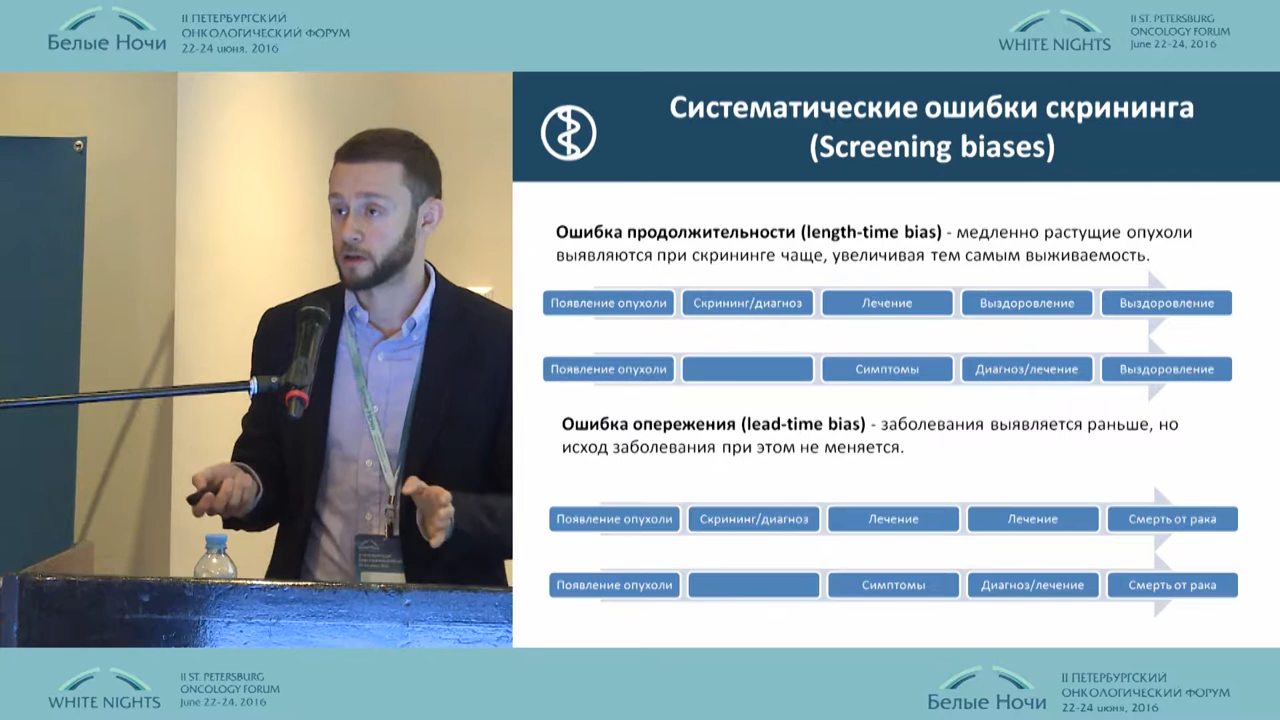 Белые Ночи
II ПЕТЕРБУРГСКИЙ
ОНКОЛОГИЧЕСКИЙ ФОРУМ
22-24 июня, 2016
WHITE NIGHTS
II ST. PETERSBURG
ONCOLOGY FORUM
June 22-24, 2016
Систематические ошибки скрининга
(Screening biases)
Ошибка продолжительности (length-time bias) - медленно растущие опухоли
выявляются при скрининге чаще, увеличивая тем самым выживаемость.
Появление опухоли Скрининг/диагноз Лечение Выздоровление Выздоровление
Появление опухоли Симптомы Диагноз/лечение Выздоровление
Ошибка опережения (lead-time bias) - заболевания выявляется раньше, но
исход заболевания при этом не меняется.
Появление опухоли Скрининг/диагноз Лечение Лечение Смерть от рака
Появление опухоли Симптомы Диагноз/лечение Смерть от рака
WHITE NIGHTS
II ST. PETERSBURG
ONCOLOGY FORUM
June 22-24, 2016
Белые Ночи
II ПЕТЕРБУРГСКИЙ
ОНКОЛОГИЧЕСКИЙ ФОРУМ
22-24 июня, 2016